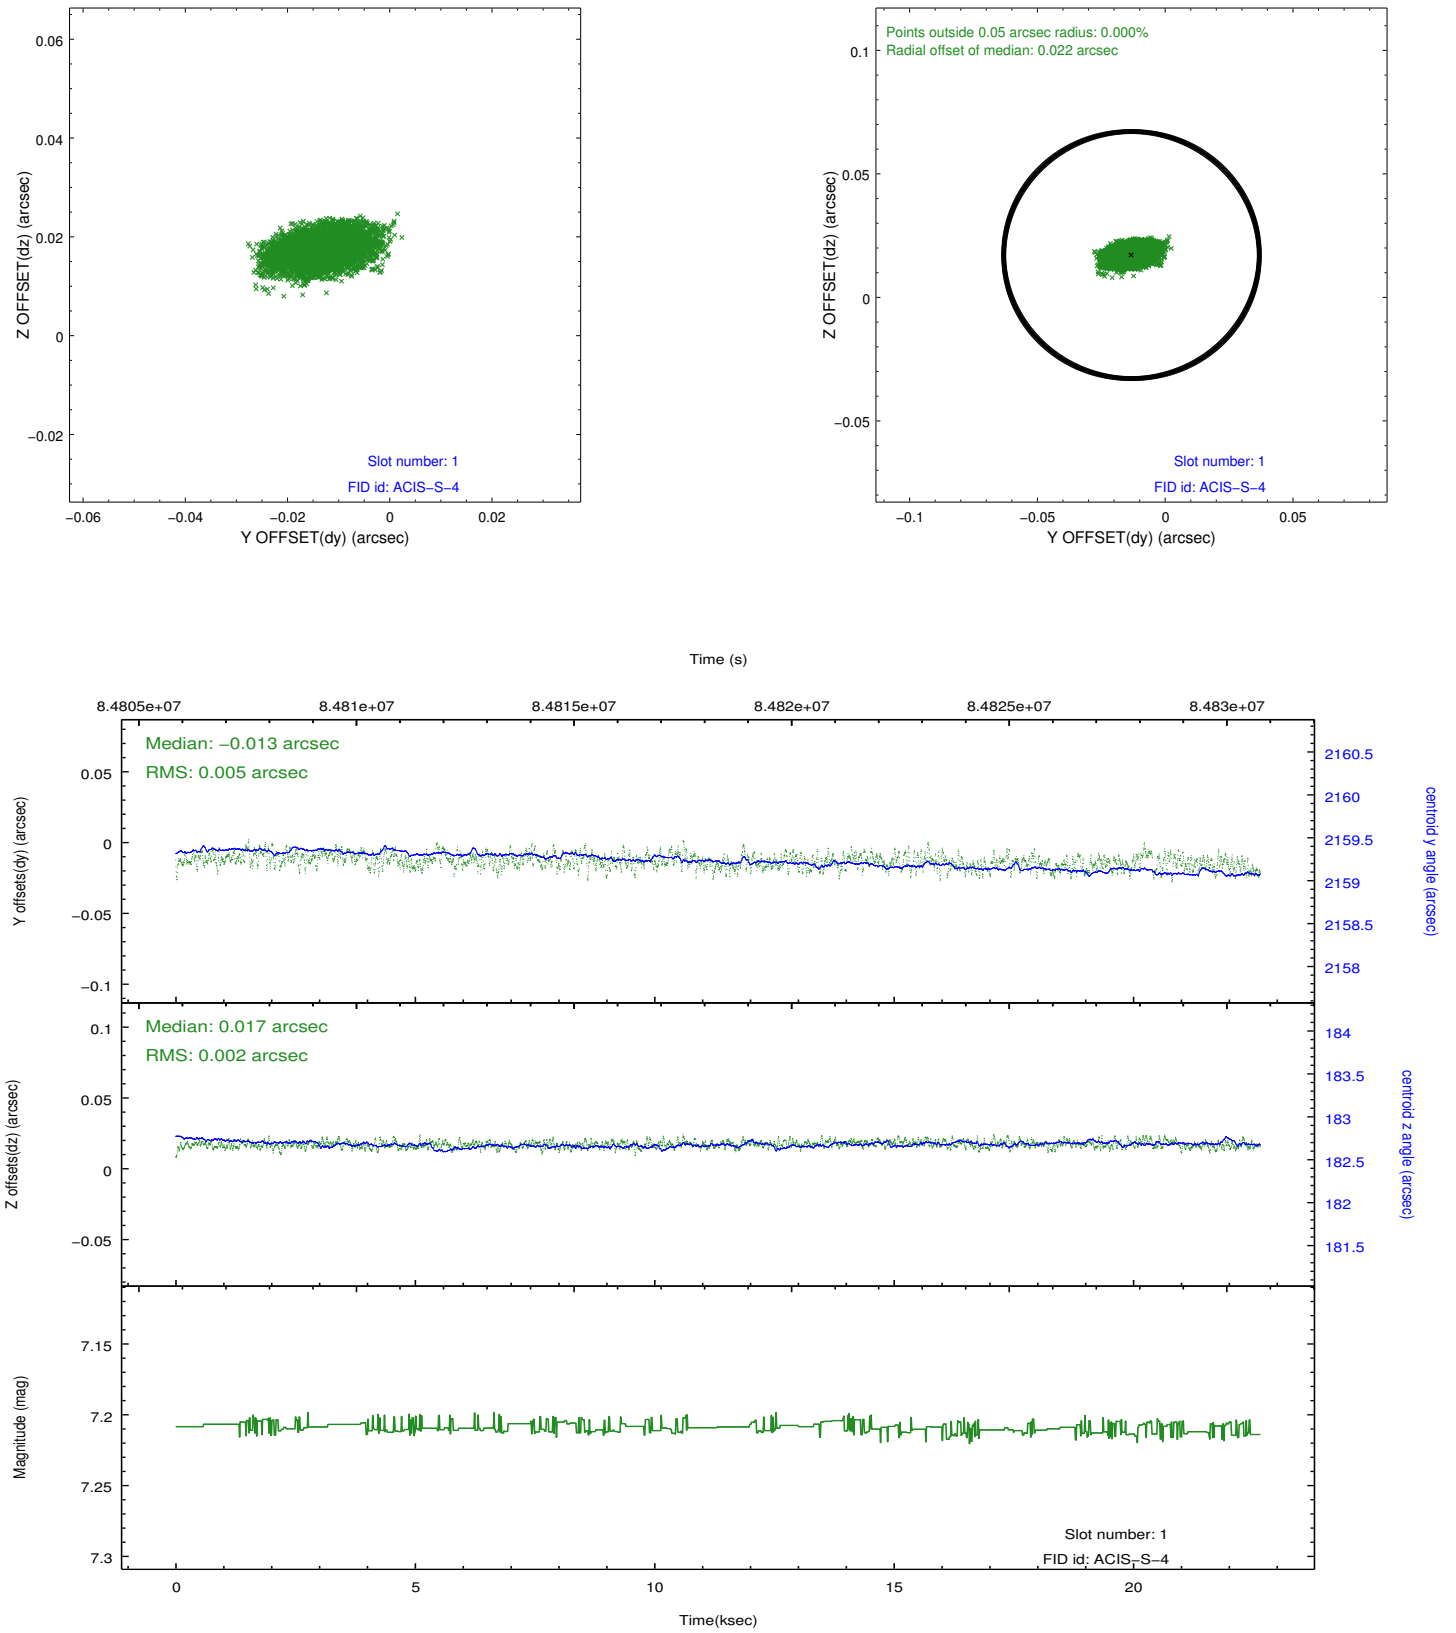 0.06
0.04
0.02
0
−0.02
Z OFFSET(dz) (arcsec)
Slot number: 1
FID id: ACIS−S−4
−0.06 −0.04 −0.02 0 0.02
Y OFFSET(dy) (arcsec)
Points outside 0.05 arcsec radius: 0.000%
Radial offset of median: 0.022 arcsec
0.1
0.05
0
−0.05
Z OFFSET(dz) (arcsec)
Slot number: 1
FID id: ACIS−S−4
−0.1 −0.05 0 0.05
Y OFFSET(dy) (arcsec)
Time (s)
8.4805e+07 8.481e+07 8.4815e+07 8.482e+07 8.4825e+07 8.483e+07
Median: −0.013 arcsec
RMS: 0.005 arcsec
0.05
0
−0.05
−0.1
Y offsets(dy) (arcsec)
2160.5
2160
2159.5
2159
2158.5
2158
centroid y angle (arcsec)
Median: 0.017 arcsec
RMS: 0.002 arcsec
0.1
0.05
0
−0.05
Z offsets(dz) (arcsec)
184
183.5
183
182.5
182
181.5
centroid z angle (arcsec)
7.15
7.2
7.25
7.3
Magnitude (mag)
Slot number: 1
FID id: ACIS−S−4
0 5 10 15 20
Time(ksec)